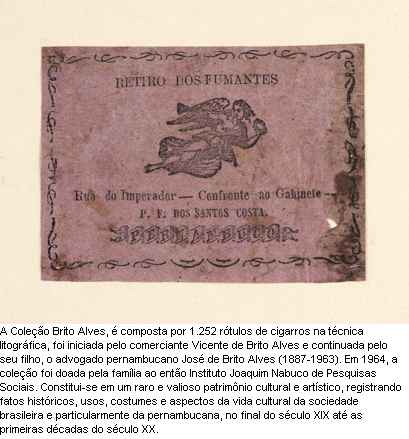 RETIRO DOS FUMANTES
Rua do Imperador — Confronte ao Gabinete —
P. F. DOS SANTOS COSTA.
A Coleção Brito Alves, é composta por 1.252 rótulos de cigarros na técnica
litográfica, foi iniciada pelo comerciante Vicente de Brito Alves e continuada pelo
seu filho, o advogado pernambucano José de Brito Alves (1887-1963). Em 1964, a
coleção foi doada pela família ao então Instituto Joaquim Nabuco de Pesquisas
Sociais. Constitui-se em um raro e valioso patrimônio cultural e artístico, registrando
fatos históricos, usos, costumes e aspectos da vida cultural da sociedade
brasileira e particularmente da pernambucana, no final do século XIX até as
primeiras décadas do século XX.